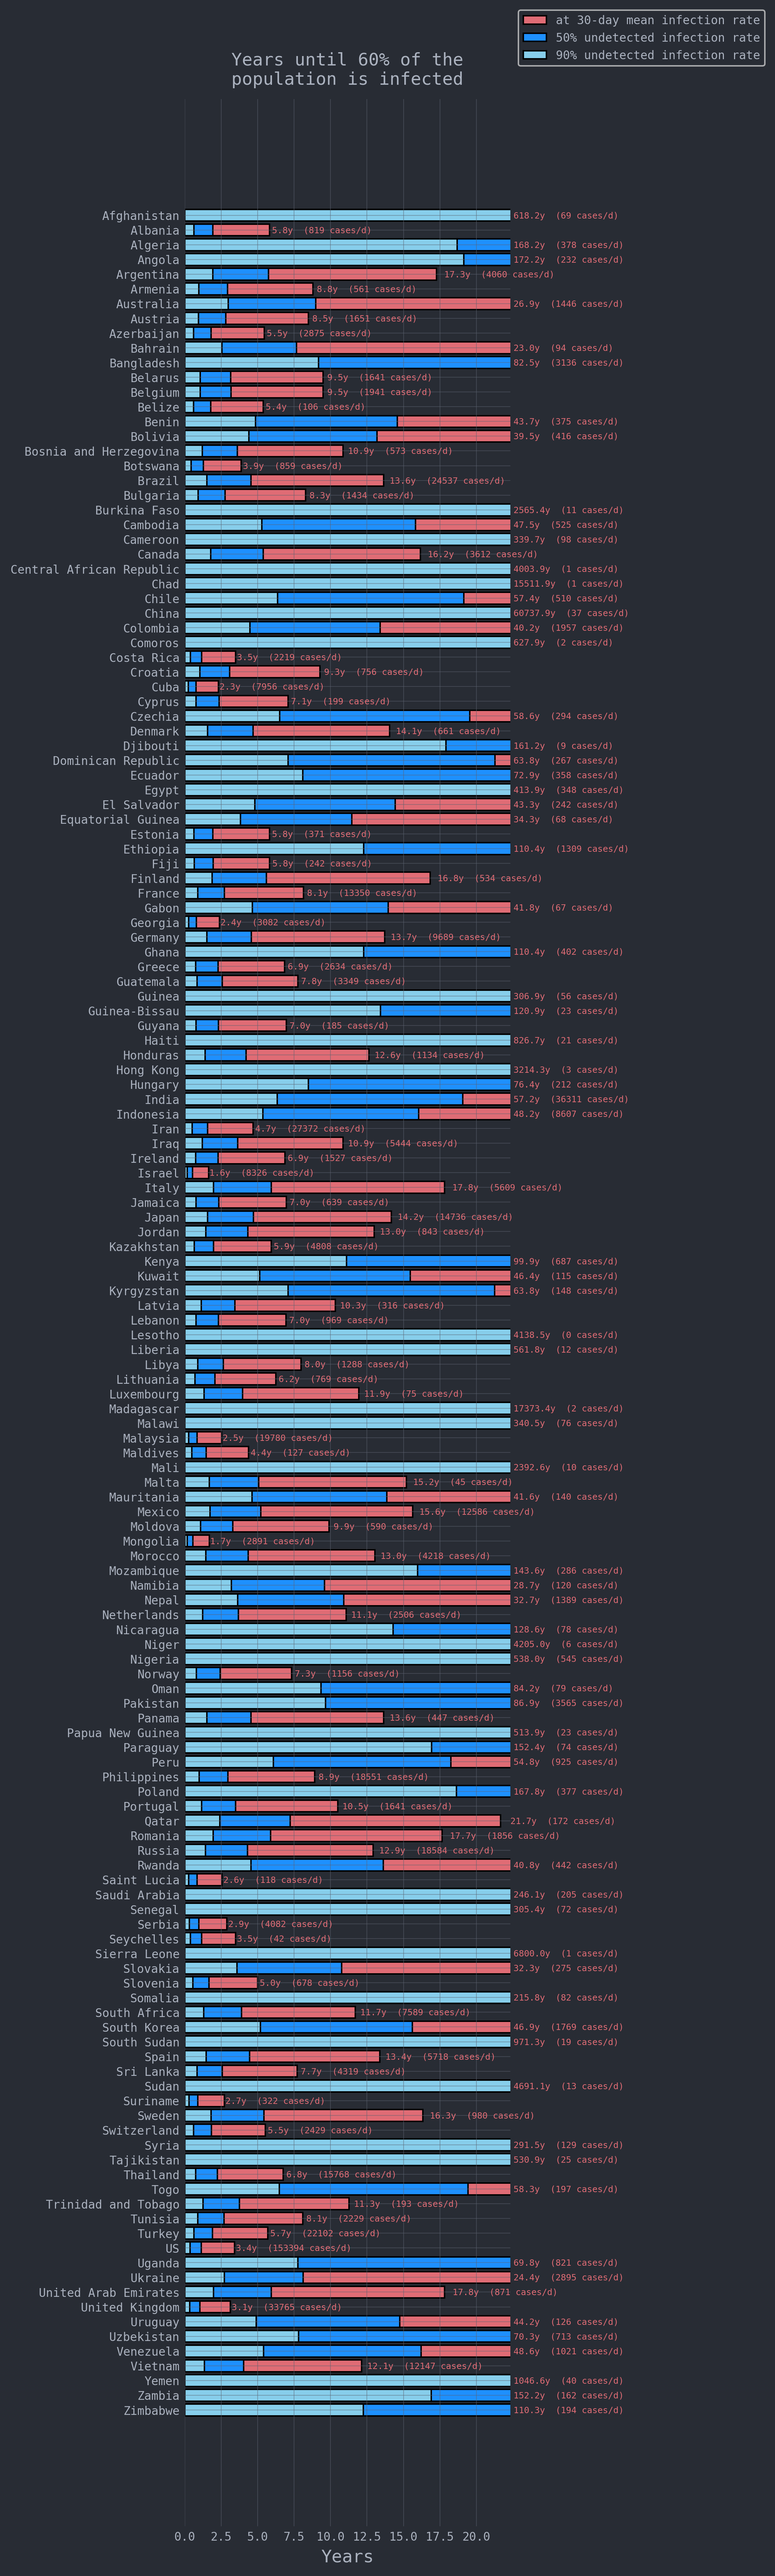 at 30-day mean infection rate
50% undetected infection rate
90% undetected infection rate
Years until 60% of the
population is infected
Afghanistan 618.2y (69 cases/d)
Albania 5.8y (819 cases/d)
Algeria 168.2y (378 cases/d)
Angola 172.2y (232 cases/d)
Argentina 17.3y (4060 cases/d)
Armenia 8.8y (561 cases/d)
Australia 26.9y (1446 cases/d)
Austria 8.5y (1651 cases/d)
Azerbaijan 5.5y (2875 cases/d)
Bahrain 23.0y (94 cases/d)
Bangladesh 82.5y (3136 cases/d)
Belarus 9.5y (1641 cases/d)
Belgium 9.5y (1941 cases/d)
Belize 5.4y (106 cases/d)
Benin 43.7y (375 cases/d)
Bolivia 39.5y (416 cases/d)
Bosnia and Herzegovina 10.9y (573 cases/d)
Botswana 3.9y (859 cases/d)
Brazil 13.6y (24537 cases/d)
Bulgaria 8.3y (1434 cases/d)
Burkina Faso 2565.4y (11 cases/d)
Cambodia 47.5y (525 cases/d)
Cameroon 339.7y (98 cases/d)
Canada 16.2y (3612 cases/d)
Central African Republic 4003.9y (1 cases/d)
Chad 15511.9y (1 cases/d)
Chile 57.4y (510 cases/d)
China 60737.9y (37 cases/d)
Colombia 40.2y (1957 cases/d)
Comoros 627.9y (2 cases/d)
Costa Rica 3.5y (2219 cases/d)
Croatia 9.3y (756 cases/d)
Cuba 2.3y (7956 cases/d)
Cyprus 7.1y (199 cases/d)
Czechia 58.6y (294 cases/d)
Denmark 14.1y (661 cases/d)
Djibouti 161.2y (9 cases/d)
Dominican Republic 63.8y (267 cases/d)
Ecuador 72.9y (358 cases/d)
Egypt 413.9y (348 cases/d)
El Salvador 43.3y (242 cases/d)
Equatorial Guinea 34.3y (68 cases/d)
Estonia 5.8y (371 cases/d)
Ethiopia 110.4y (1309 cases/d)
Fiji 5.8y (242 cases/d)
Finland 16.8y (534 cases/d)
France 8.1y (13350 cases/d)
Gabon 41.8y (67 cases/d)
Georgia 2.4y (3082 cases/d)
Germany 13.7y (9689 cases/d)
Ghana 110.4y (402 cases/d)
Greece 6.9y (2634 cases/d)
Guatemala 7.8y (3349 cases/d)
Guinea 306.9y (56 cases/d)
Guinea-Bissau 120.9y (23 cases/d)
Guyana 7.0y (185 cases/d)
Haiti 826.7y (21 cases/d)
Honduras 12.6y (1134 cases/d)
Hong Kong 3214.3y (3 cases/d)
Hungary 76.4y (212 cases/d)
India 57.2y (36311 cases/d)
Indonesia 48.2y (8607 cases/d)
Iran 4.7y (27372 cases/d)
Iraq 10.9y (5444 cases/d)
Ireland 6.9y (1527 cases/d)
Israel 1.6y (8326 cases/d)
Italy 17.8y (5609 cases/d)
Jamaica 7.0y (639 cases/d)
Japan 14.2y (14736 cases/d)
Jordan 13.0y (843 cases/d)
Kazakhstan 5.9y (4808 cases/d)
Kenya 99.9y (687 cases/d)
Kuwait 46.4y (115 cases/d)
Kyrgyzstan 63.8y (148 cases/d)
Latvia 10.3y (316 cases/d)
Lebanon 7.0y (969 cases/d)
Lesotho 4138.5y (0 cases/d)
Liberia 561.8y (12 cases/d)
Libya 8.0y (1288 cases/d)
Lithuania 6.2y (769 cases/d)
Luxembourg 11.9y (75 cases/d)
Madagascar 17373.4y (2 cases/d)
Malawi 340.5y (76 cases/d)
Malaysia 2.5y (19780 cases/d)
Maldives 4.4y (127 cases/d)
Mali 2392.6y (10 cases/d)
Malta 15.2y (45 cases/d)
Mauritania 41.6y (140 cases/d)
Mexico 15.6y (12586 cases/d)
Moldova 9.9y (590 cases/d)
Mongolia 1.7y (2891 cases/d)
Morocco 13.0y (4218 cases/d)
Mozambique 143.6y (286 cases/d)
Namibia 28.7y (120 cases/d)
Nepal 32.7y (1389 cases/d)
Netherlands 11.1y (2506 cases/d)
Nicaragua 128.6y (78 cases/d)
Niger 4205.0y (6 cases/d)
Nigeria 538.0y (545 cases/d)
Norway 7.3y (1156 cases/d)
Oman 84.2y (79 cases/d)
Pakistan 86.9y (3565 cases/d)
Panama 13.6y (447 cases/d)
Papua New Guinea 513.9y (23 cases/d)
Paraguay 152.4y (74 cases/d)
Peru 54.8y (925 cases/d)
Philippines 8.9y (18551 cases/d)
Poland 167.8y (377 cases/d)
Portugal 10.5y (1641 cases/d)
Qatar 21.7y (172 cases/d)
Romania 17.7y (1856 cases/d)
Russia 12.9y (18584 cases/d)
Rwanda 40.8y (442 cases/d)
Saint Lucia 2.6y (118 cases/d)
Saudi Arabia 246.1y (205 cases/d)
Senegal 305.4y (72 cases/d)
Serbia 2.9y (4082 cases/d)
Seychelles 3.5y (42 cases/d)
Sierra Leone 6800.0y (1 cases/d)
Slovakia 32.3y (275 cases/d)
Slovenia 5.0y (678 cases/d)
Somalia 215.8y (82 cases/d)
South Africa 11.7y (7589 cases/d)
South Korea 46.9y (1769 cases/d)
South Sudan 971.3y (19 cases/d)
Spain 13.4y (5718 cases/d)
Sri Lanka 7.7y (4319 cases/d)
Sudan 4691.1y (13 cases/d)
Suriname 2.7y (322 cases/d)
Sweden 16.3y (980 cases/d)
Switzerland 5.5y (2429 cases/d)
Syria 291.5y (129 cases/d)
Tajikistan 530.9y (25 cases/d)
Thailand 6.8y (15768 cases/d)
Togo 58.3y (197 cases/d)
Trinidad and Tobago 11.3y (193 cases/d)
Tunisia 8.1y (2229 cases/d)
Turkey 5.7y (22102 cases/d)
US 3.4y (153394 cases/d)
Uganda 69.8y (821 cases/d)
Ukraine 24.4y (2895 cases/d)
United Arab Emirates 17.8y (871 cases/d)
United Kingdom 3.1y (33765 cases/d)
Uruguay 44.2y (126 cases/d)
Uzbekistan 70.3y (713 cases/d)
Venezuela 48.6y (1021 cases/d)
Vietnam 12.1y (12147 cases/d)
Yemen 1046.6y (40 cases/d)
Zambia 152.2y (162 cases/d)
Zimbabwe 110.3y (194 cases/d)
0.0 2.5 5.0 7.5 10.0 12.5 15.0 17.5 20.0
Years